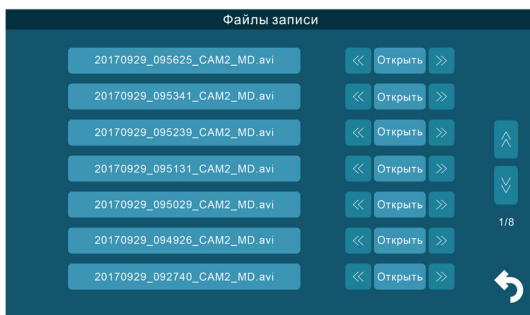 Файлы записи
20170929_095625_CAM2_MD.avi Открыть
20170929_095341_CAM2_MD.avi Открыть
20170929_095239_CAM2_MD.avi Открыть
20170929_095131_CAM2_MD.avi Открыть
20170929_095029_CAM2_MD.avi Открыть
1/8
20170929_094926_CAM2_MD.avi Открыть
20170929_092740_CAM2_MD.avi Открыть